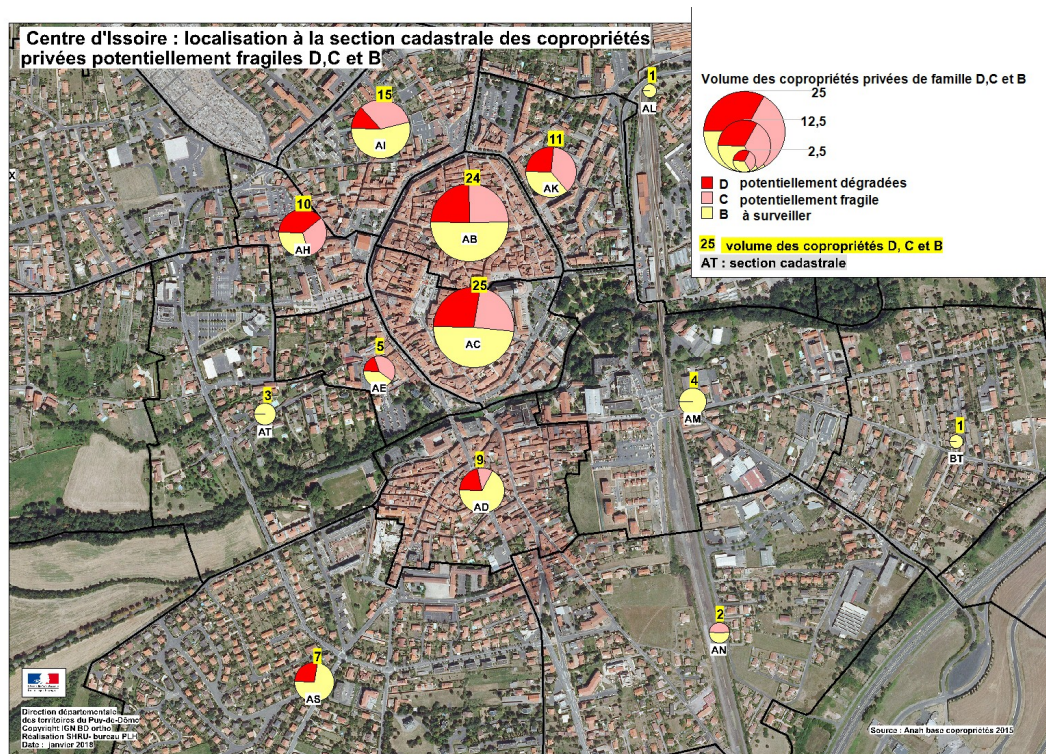 Centre d'Issoire : localisation à la section cadastrale des copropriétés
privées potentiellement fragiles D,C et B
Volume des copropriétés privées de famille D,C et B
25
12,5
2,5
D potentiellement dégradées
C potentiellement fragile
B à surveiller
25 volume des copropriétés D, C et B
AT : section cadastrale
1
AL
15
AI
11
AK
24
AB
10
AH
X
25
AC
5
AE
3
AT
4
AM
1
BT
9
AD
2
AN
7
AS
Direction départementale
des territoires du Puy-de-Dôme
Copyright IGN BD ortho
Réalisation SHRU- bureau PLH
Date : janvier 2018
Source : Anah base copropriétés 2015